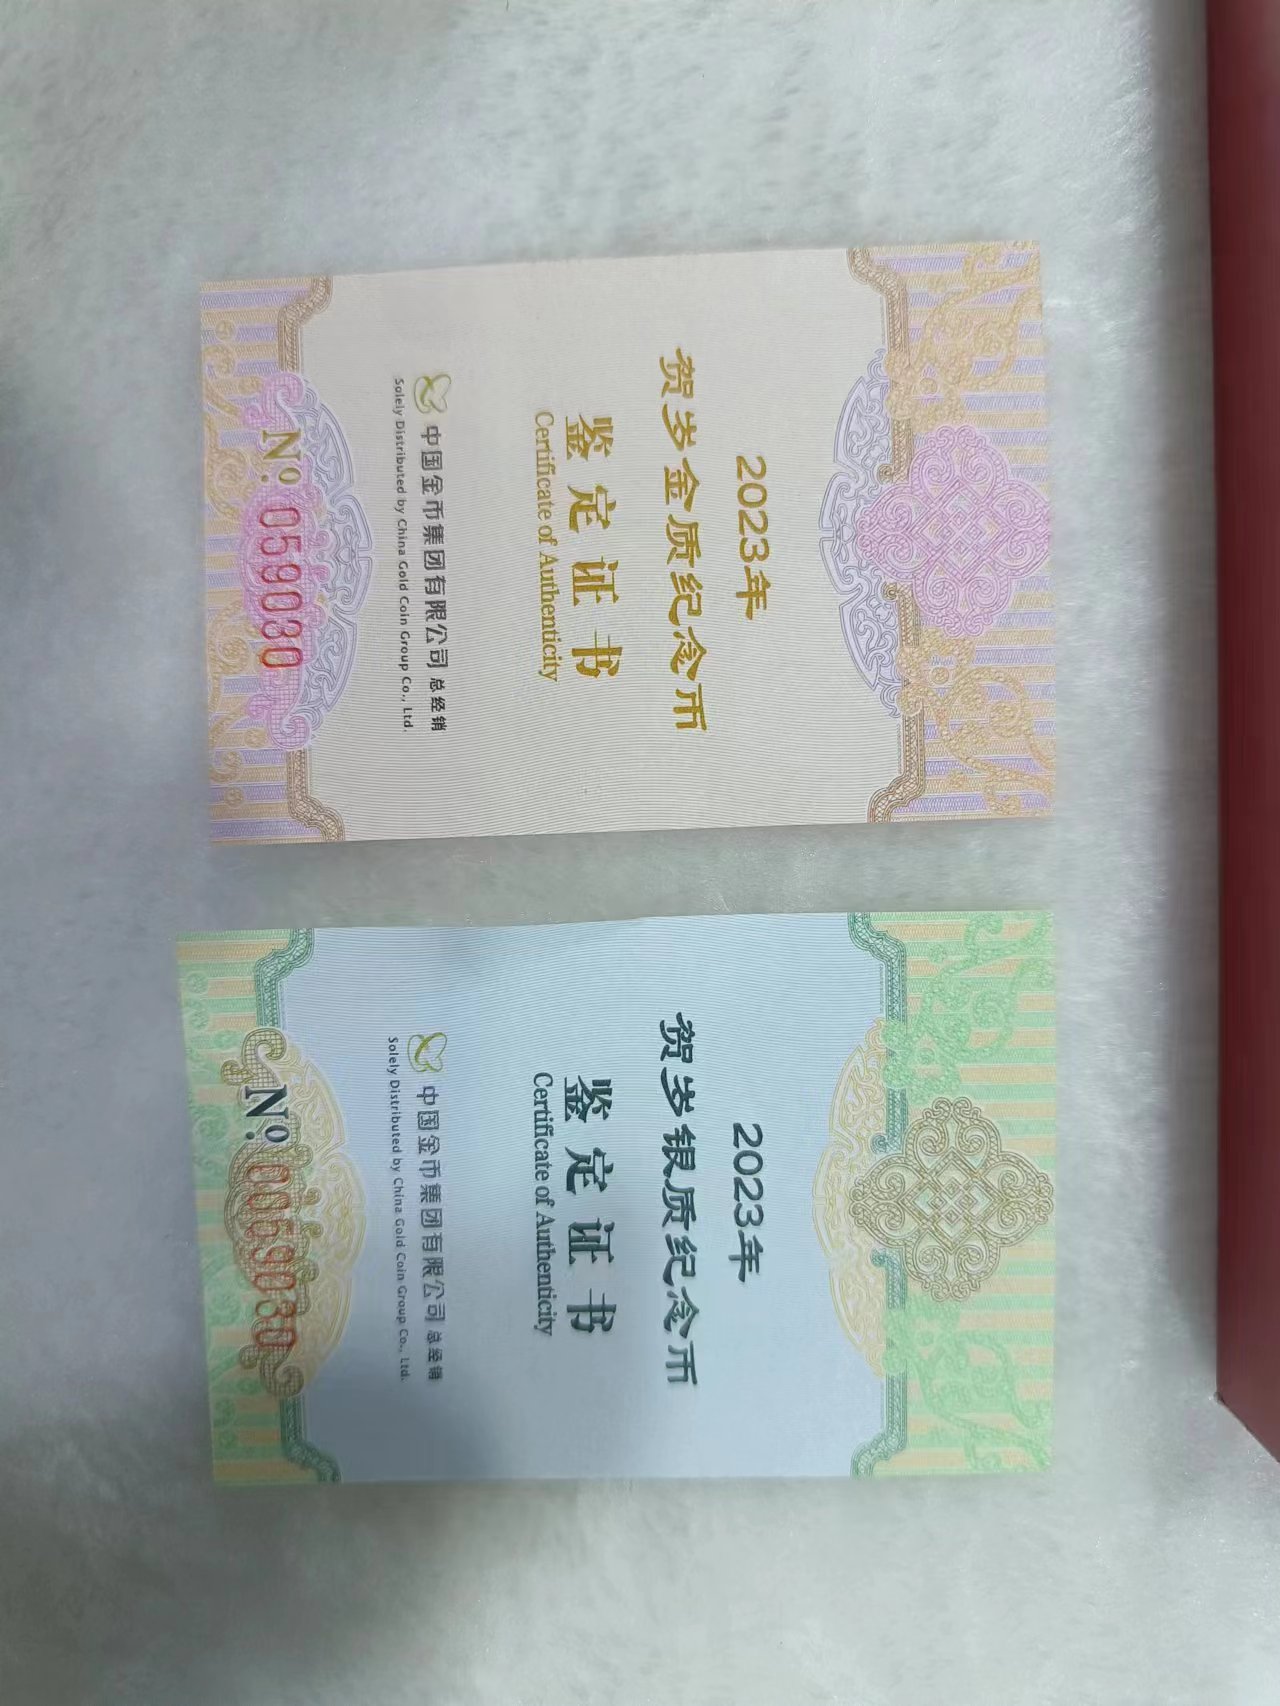 2023年
贺岁金质纪念币
鉴定证书
Certificate of Authenticity
中国金币集团有限公司 总经销
Solely Distributed by China Gold Coin Group Co., Ltd.
Nº. 059030
2023年
贺岁银质纪念币
鉴定证书
Certificate of Authenticity
中国金币集团有限公司 总经销
Solely Distributed by China Gold Coin Group Co., Ltd.
Nº. 0059030